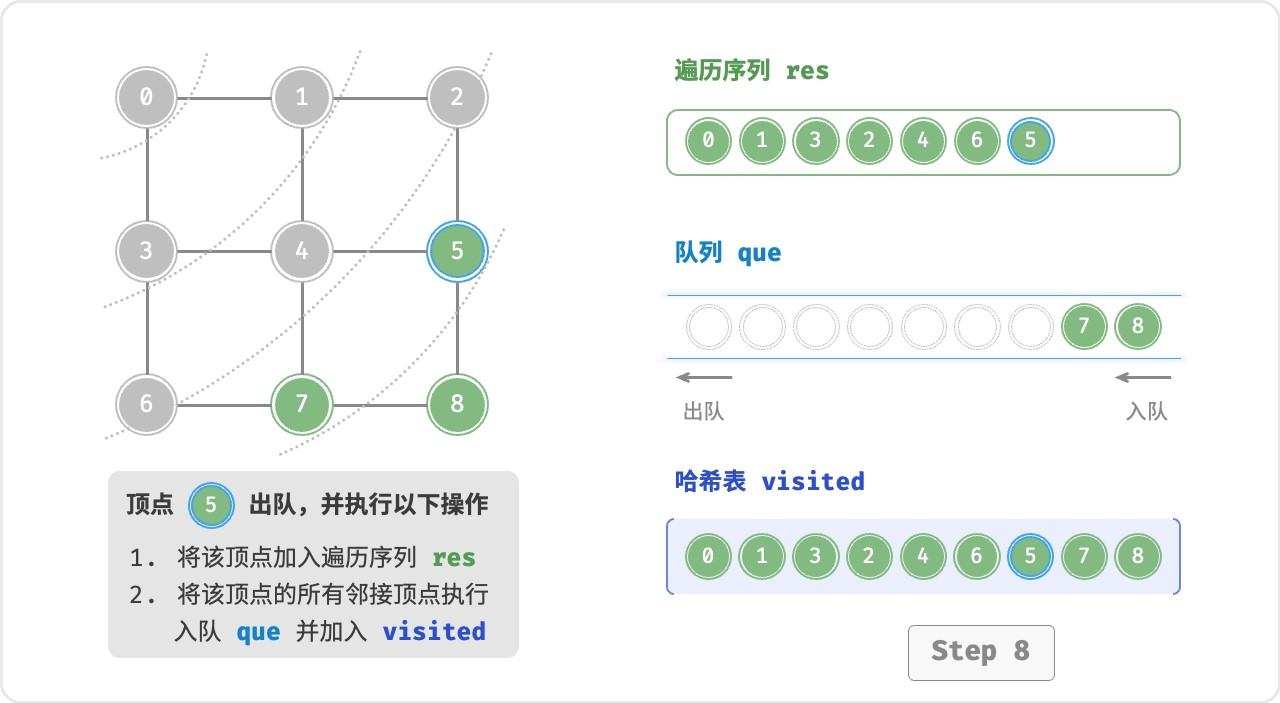 0 1 2
3 4 5
6 7 8
顶点 5 出队，并执行以下操作
1. 将该顶点加入遍历序列 res
2. 将该顶点的所有邻接顶点执行
入队 que 并加入 visited
遍历序列 res
0 1 3 2 4 6 5
队列 que
7 8
出队 入队
哈希表 visited
0 1 3 2 4 6 5 7 8
Step 8